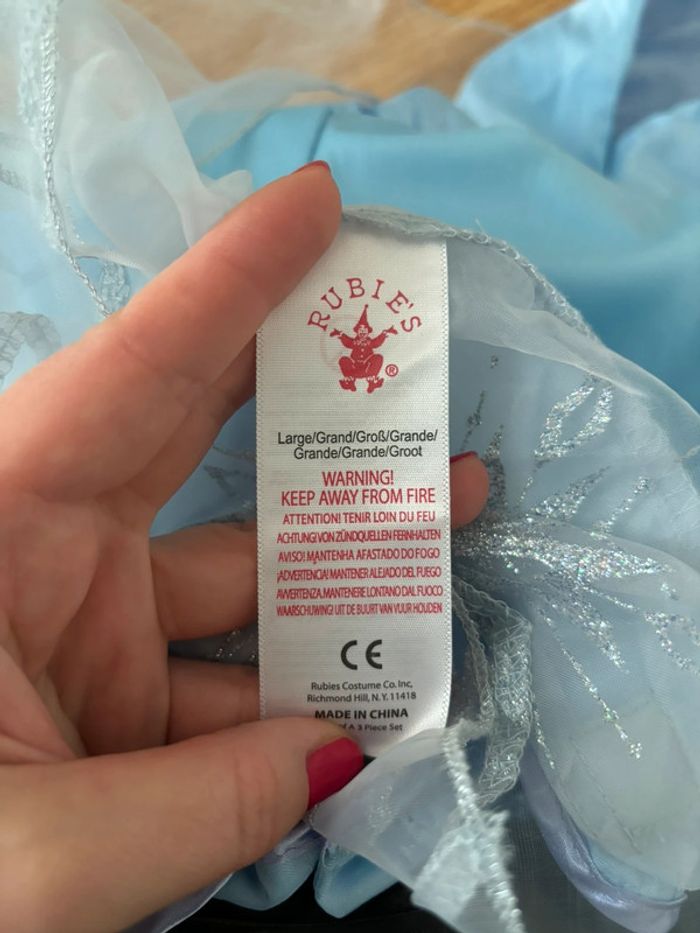 RUBIE'S
®
Large/Grand/Groß/Grande/
Grande/Grande/Groot
WARNING!
KEEP AWAY FROM FIRE
ATTENTION! TENIR LOIN DU FEU
ACHTUNG! VON ZÜNDQUELLEN FERNHALTEN
AVISO! MANTENHA AFASTADO DO FOGO
¡ADVERTENCIA! MANTENER ALEJADO DEL FUEGO
AVVERTENZA. MANTENERE LONTANO DAL FUOCO
WAARSCHUWING! UIT DE BUURT VAN VUUR HOUDEN
CE
Rubies Costume Co. Inc,
Richmond Hill, N.Y. 11418
MADE IN CHINA
A 3 Piece Set